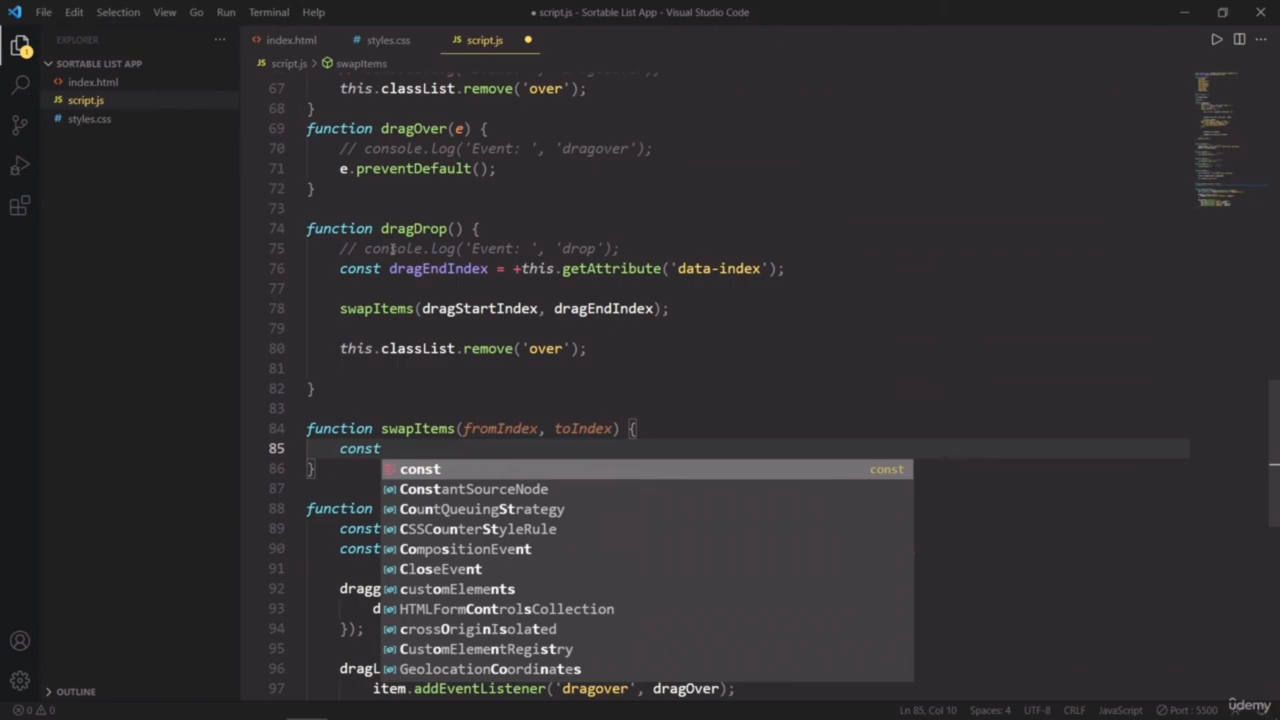 File Edit Selection View Go Run Terminal Help
● script.js - Sortable List App - Visual Studio Code
EXPLORER ...
SORTABLE LIST APP
<> index.html
JS script.js
# styles.css
OUTLINE
<> index.html # styles.css JS script.js
JS script.js > swapItems
67 this.classList.remove('over');
68 }
69 function dragOver(e) {
70 // console.log('Event: ', 'dragover');
71 e.preventDefault();
72 }
73
74 function dragDrop() {
75 // console.log('Event: ', 'drop');
76 const dragEndIndex = +this.getAttribute('data-index');
77
78 swapItems(dragStartIndex, dragEndIndex);
79
80 this.classList.remove('over');
81
82 }
83
84 function swapItems(fromIndex, toIndex) {
85 const
86 }
87
88 function
89 const
90 const
91
92 dragg
93 d
94 });
95
96 dragL
97 item.addEventListener('dragover', dragOver);
const const
ConstantSourceNode
CountQueuingStrategy
CSSCounterStyleRule
CompositionEvent
CloseEvent
customElements
HTMLFormControlsCollection
crossOriginIsolated
CustomElementRegistry
GeolocationCoordinates
0 0
Ln 85, Col 10 Spaces: 4 UTF-8 CRLF JavaScript Port : 5500
udemy